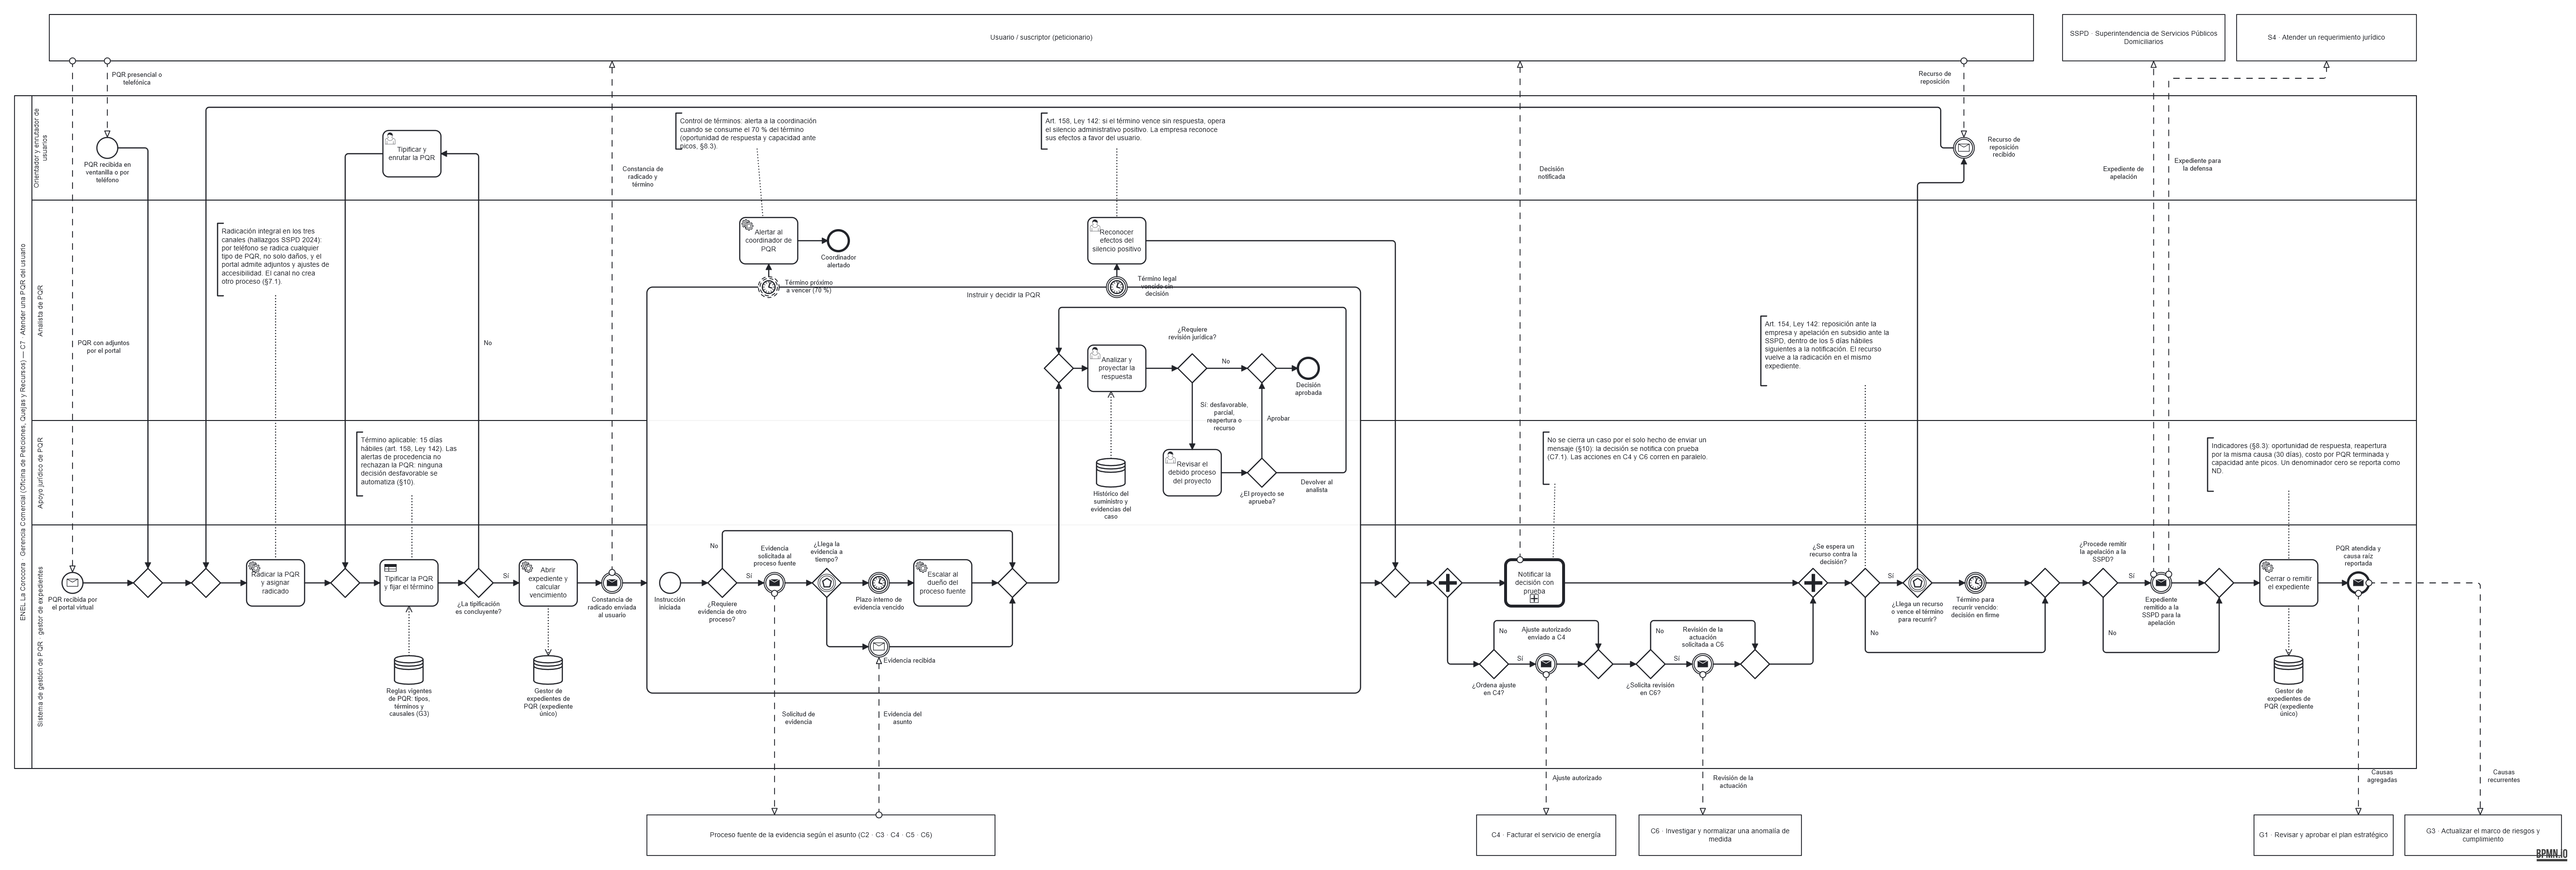 Usuario / suscriptor (peticionario)
SSPD · Superintendencia de Servicios Públicos
Domiciliarios
S4 · Atender un requerimiento jurídico
PQR presencial o
telefónica
Recurso de
reposición
ENEL La Corocora · Gerencia Comercial (Oficina de Peticiones, Quejas y Recursos) — C7 · Atender una PQR del usuario
Orientador y enrutador de
usuarios
PQR recibida en
ventanilla o por
teléfono
Tipificar y
enrutar la PQR
Constancia de
radicado y
término
Control de términos: alerta a la coordinación
cuando se consume el 70 % del término
(oportunidad de respuesta y capacidad ante
picos, §8.3).
Art. 158, Ley 142: si el término vence sin respuesta, opera
el silencio administrativo positivo. La empresa reconoce
sus efectos a favor del usuario.
Decisión
notificada
Recurso de
reposición
recibido
Expediente de
apelación
Expediente para
la defensa
Analista de PQR
PQR con adjuntos
por el portal
Radicación integral en los tres
canales (hallazgos SSPD 2024):
por teléfono se radica cualquier
tipo de PQR, no solo daños, y el
portal admite adjuntos y ajustes de
accesibilidad. El canal no crea
otro proceso (§7.1).
No
Alertar al
coordinador de
PQR
Coordinador
alertado
Término próximo
a vencer (70 %)
Reconocer
efectos del
silencio positivo
Término legal
vencido sin
decisión
Instruir y decidir la PQR
¿Requiere
revisión jurídica?
Analizar y
proyectar la
respuesta
No
Decisión
aprobada
Sí: desfavorable,
parcial,
reapertura o
recurso
Aprobar
Art. 154, Ley 142: reposición ante la
empresa y apelación en subsidio ante la
SSPD, dentro de los 5 días hábiles
siguientes a la notificación. El recurso
vuelve a la radicación en el mismo
expediente.
Apoyo jurídico de PQR
Término aplicable: 15 días
hábiles (art. 158, Ley 142). Las
alertas de procedencia no
rechazan la PQR: ninguna
decisión desfavorable se
automatiza (§10).
Histórico del
suministro y
evidencias del
caso
Revisar el
debido proceso
del proyecto
¿El proyecto se
aprueba?
Devolver al
analista
No se cierra un caso por el solo hecho de enviar un
mensaje (§10): la decisión se notifica con prueba
(C7.1). Las acciones en C4 y C6 corren en paralelo.
Indicadores (§8.3): oportunidad de respuesta, reapertura
por la misma causa (30 días), costo por PQR terminada y
capacidad ante picos. Un denominador cero se reporta como
ND.
Sistema de gestión de PQR · gestor de expedientes
PQR recibida por
el portal virtual
Radicar la PQR
y asignar
radicado
Tipificar la PQR
y fijar el término
Reglas vigentes
de PQR: tipos,
términos y
causales (G3)
¿La tipificación
es concluyente?
Sí
Abrir
expediente y
calcular
vencimiento
Gestor de
expedientes de
PQR (expediente
único)
Constancia de
radicado enviada
al usuario
Instrucción
iniciada
No
¿Requiere
evidencia de otro
proceso?
Sí
Evidencia
solicitada al
proceso fuente
¿Llega la
evidencia a
tiempo?
Plazo interno de
evidencia vencido
Escalar al
dueño del
proceso fuente
Evidencia recibida
Notificar la
decisión con
prueba
¿Ordena ajuste
en C4?
No
Sí
Ajuste autorizado
enviado a C4
¿Solicita revisión
en C6?
No
Sí
Revisión de la
actuación
solicitada a C6
¿Se espera un
recurso contra la
decisión?
Sí
No
¿Llega un recurso
o vence el término
para recurrir?
Término para
recurrir vencido:
decisión en firme
¿Procede remitir
la apelación a la
SSPD?
Sí
No
Expediente
remitido a la
SSPD para la
apelación
Cerrar o remitir
el expediente
Gestor de
expedientes de
PQR (expediente
único)
PQR atendida y
causa raíz
reportada
Solicitud de
evidencia
Evidencia del
asunto
Ajuste autorizado
Revisión de la
actuación
Causas
agregadas
Causas
recurrentes
Proceso fuente de la evidencia según el asunto (C2 · C3 · C4 · C5 · C6)
C4 · Facturar el servicio de energía
C6 · Investigar y normalizar una anomalía de
medida
G1 · Revisar y aprobar el plan estratégico
G3 · Actualizar el marco de riesgos y
cumplimiento
BPMN.IO